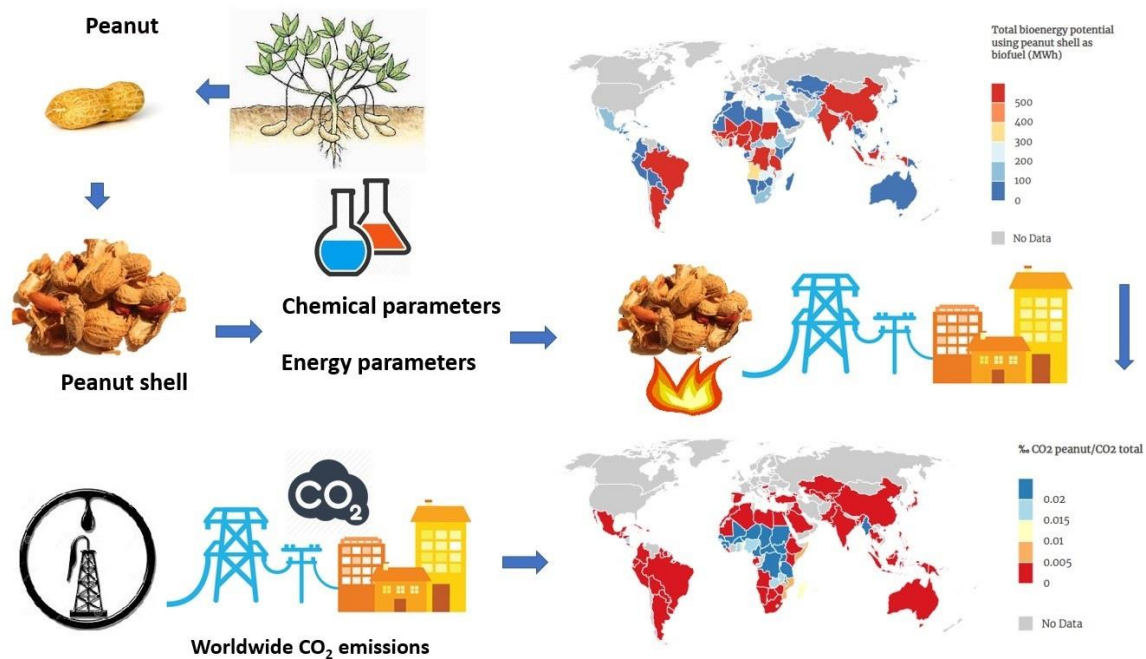 Peanut
Total bioenergy potential
using peanut shell as
biofuel (MWh)
500
400
300
200
100
0
No Data
Chemical parameters
Energy parameters
Peanut shell
‰ CO2 peanut/CO2 total
0.02
0.015
0.01
0.005
0
No Data
CO2
Worldwide CO₂ emissions